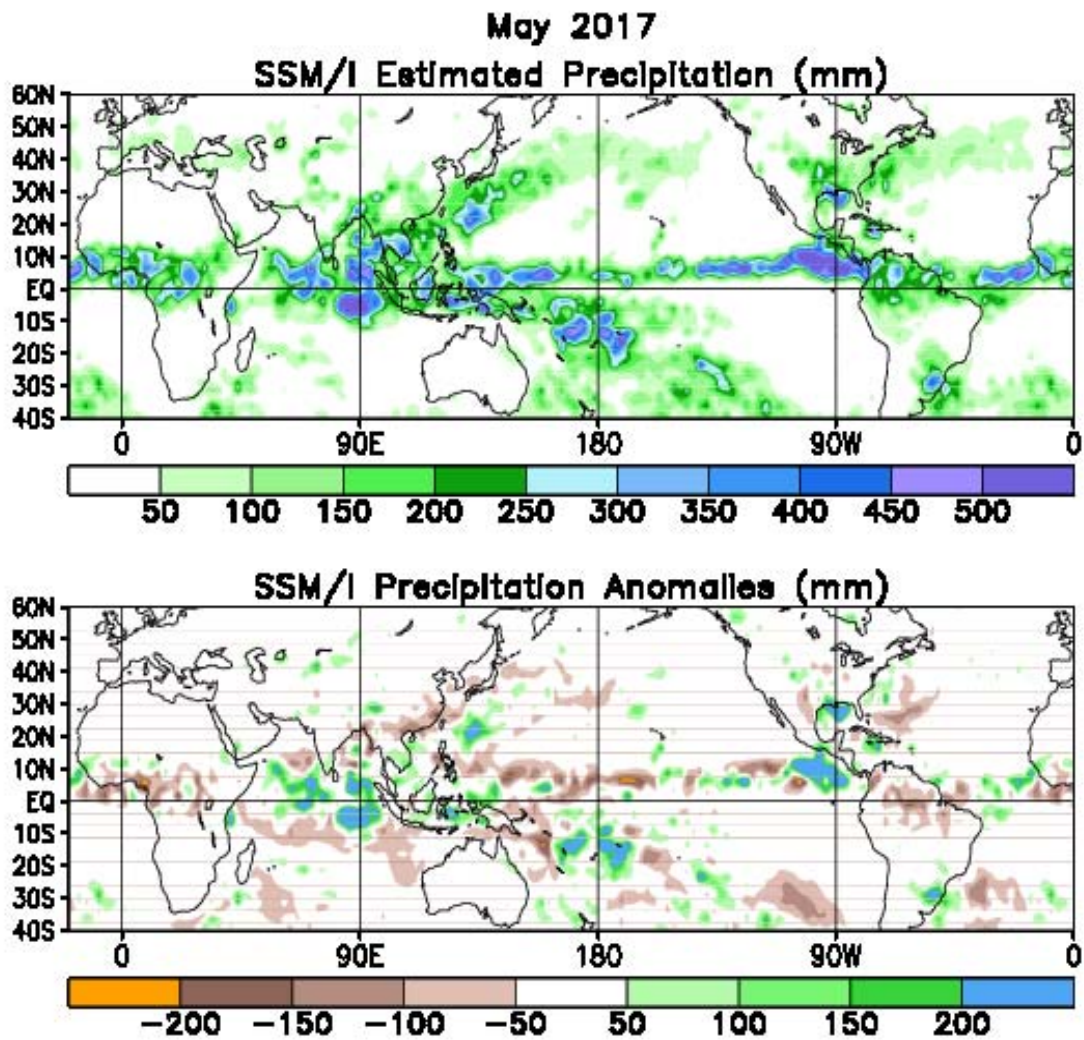 May 2017
SSM/I Estimated Precipitation (mm)
60N
50N
40N
30N
20N
10N
EQ
10S
20S
30S
40S
0 90E 180 90W 0
50 100 150 200 250 300 350 400 450 500
SSM/I Precipitation Anomalies (mm)
60N
50N
40N
30N
20N
10N
EQ
10S
20S
30S
40S
0 90E 180 90W 0
-200 -150 -100 -50 50 100 150 200